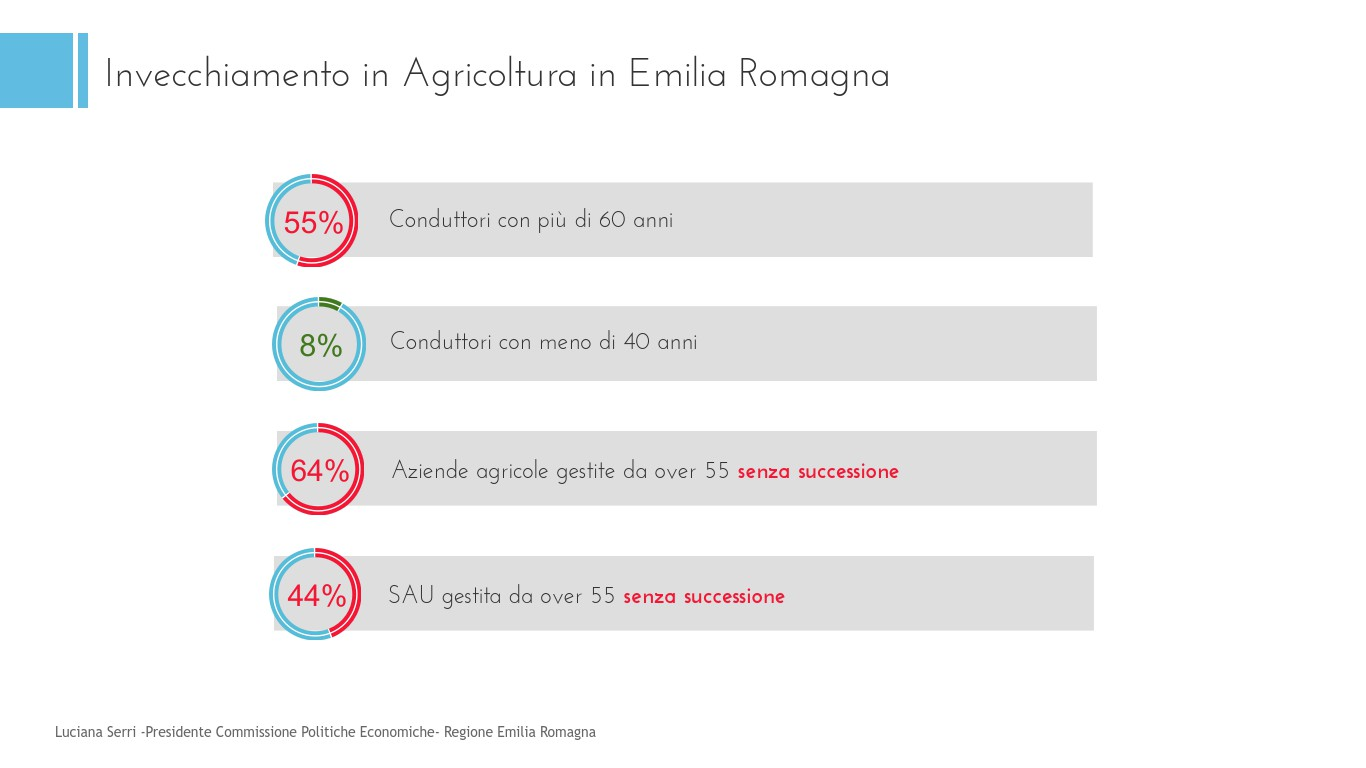 Invecchiamento in Agricoltura in Emilia Romagna
55% Conduttori con più di 60 anni
8% Conduttori con meno di 40 anni
64% Aziende agricole gestite da over 55 senza successione
44% SAU gestita da over 55 senza successione
Luciana Serri -Presidente Commissione Politiche Economiche- Regione Emilia Romagna